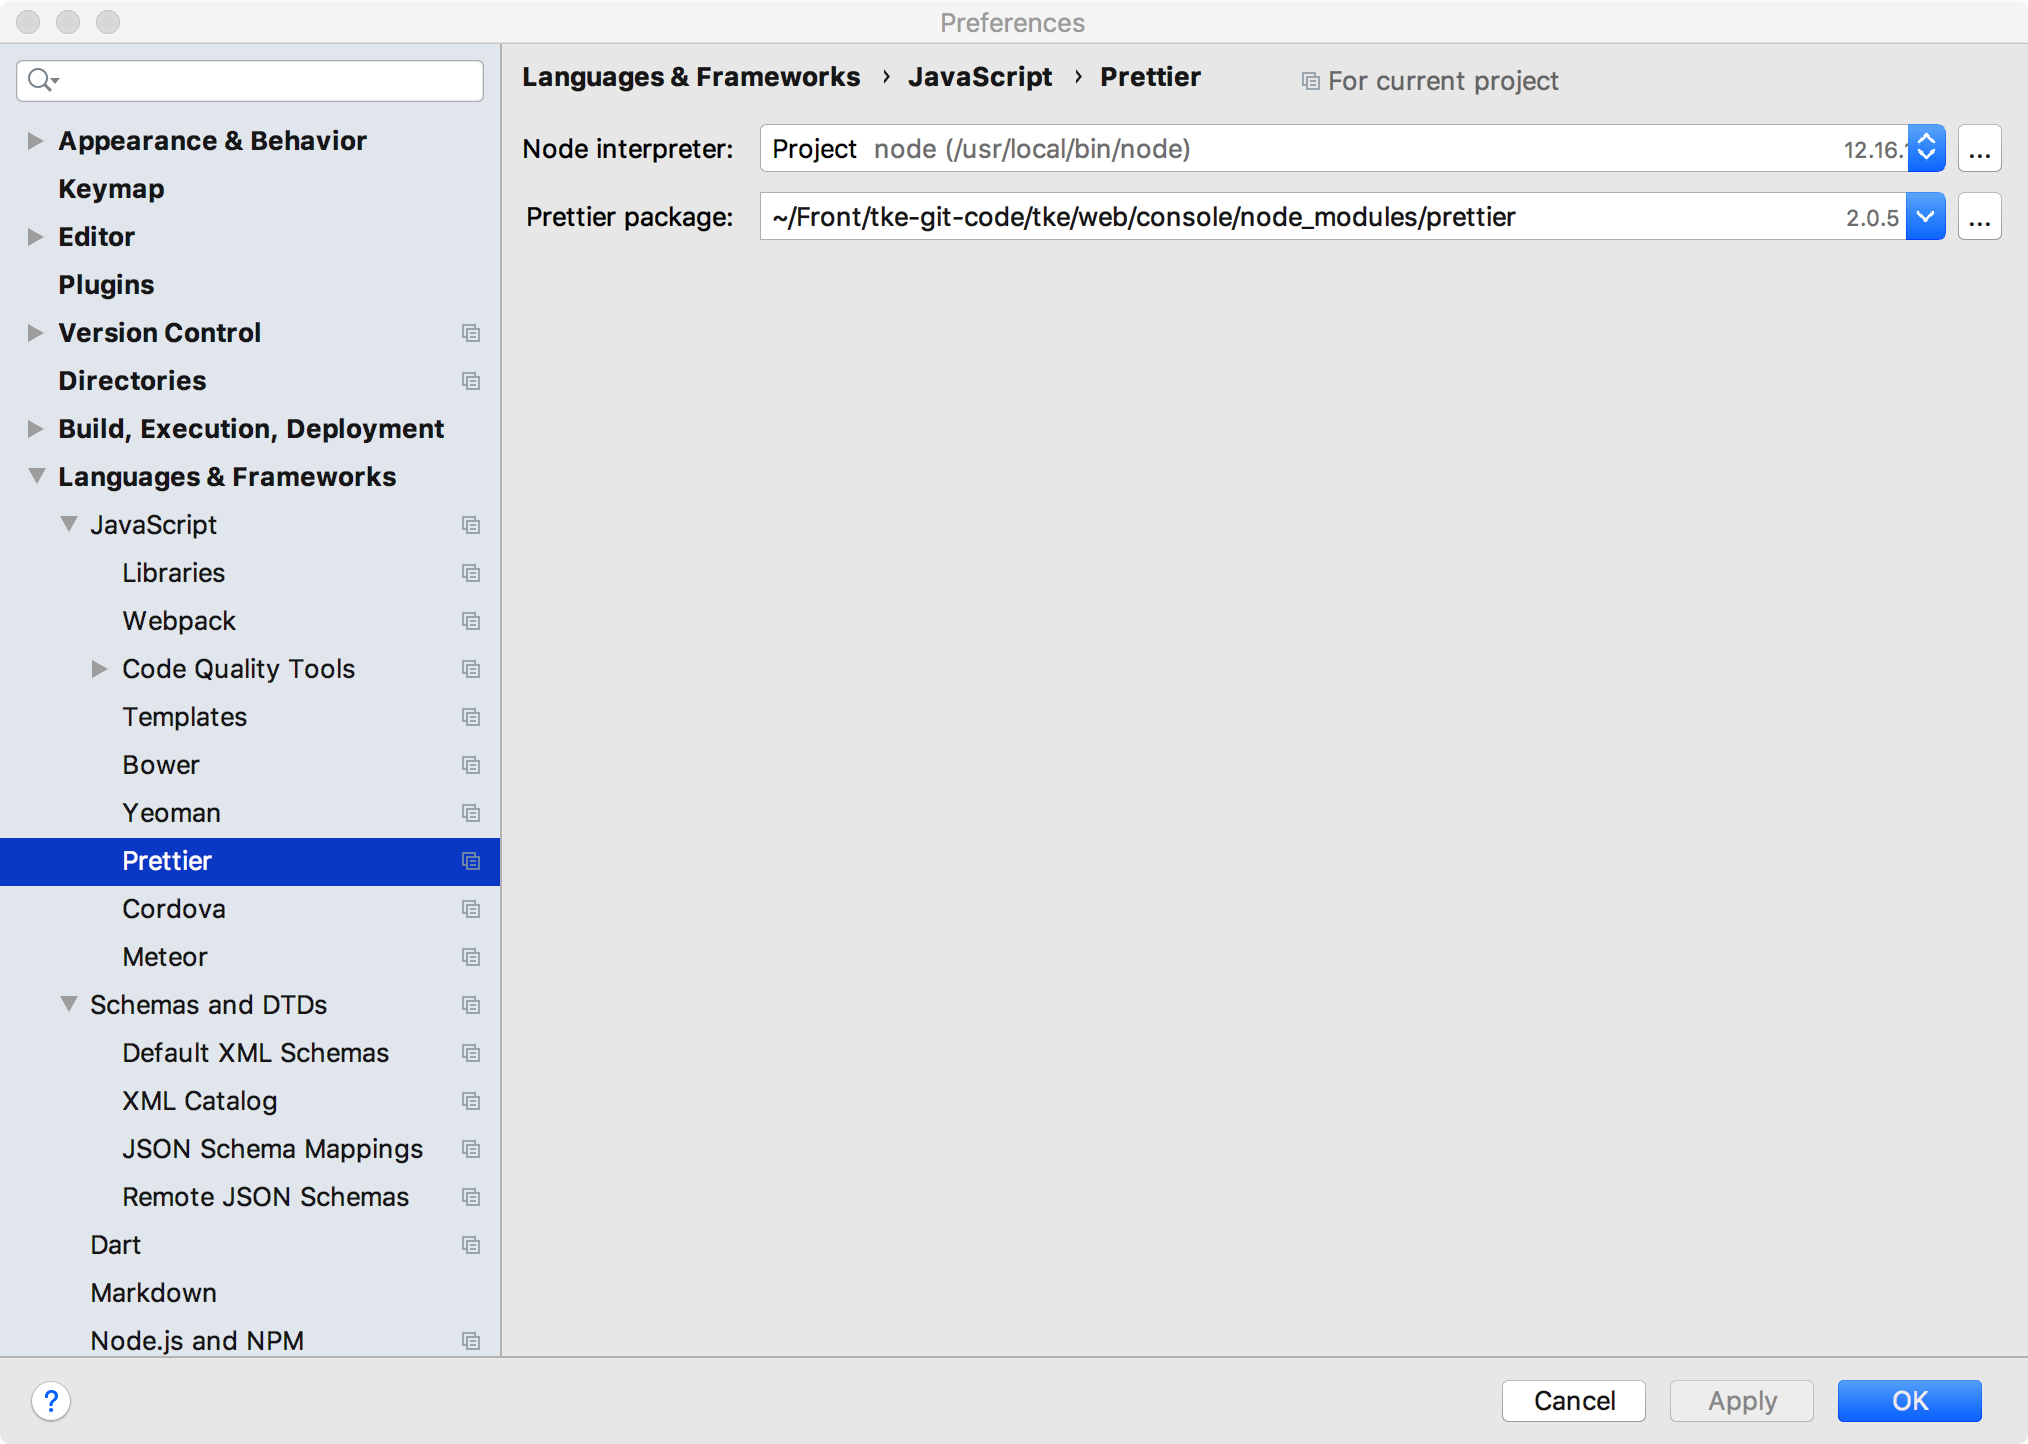 Preferences
Languages & Frameworks › JavaScript › Prettier For current project
Node interpreter: Project node (/usr/local/bin/node) 12.16. ...
Prettier package: ~/Front/tke-git-code/tke/web/console/node_modules/prettier 2.0.5 ...
Appearance & Behavior
Keymap
Editor
Plugins
Version Control
Directories
Build, Execution, Deployment
Languages & Frameworks
JavaScript
Libraries
Webpack
Code Quality Tools
Templates
Bower
Yeoman
Prettier
Cordova
Meteor
Schemas and DTDs
Default XML Schemas
XML Catalog
JSON Schema Mappings
Remote JSON Schemas
Dart
Markdown
Node.js and NPM
?
Cancel Apply OK